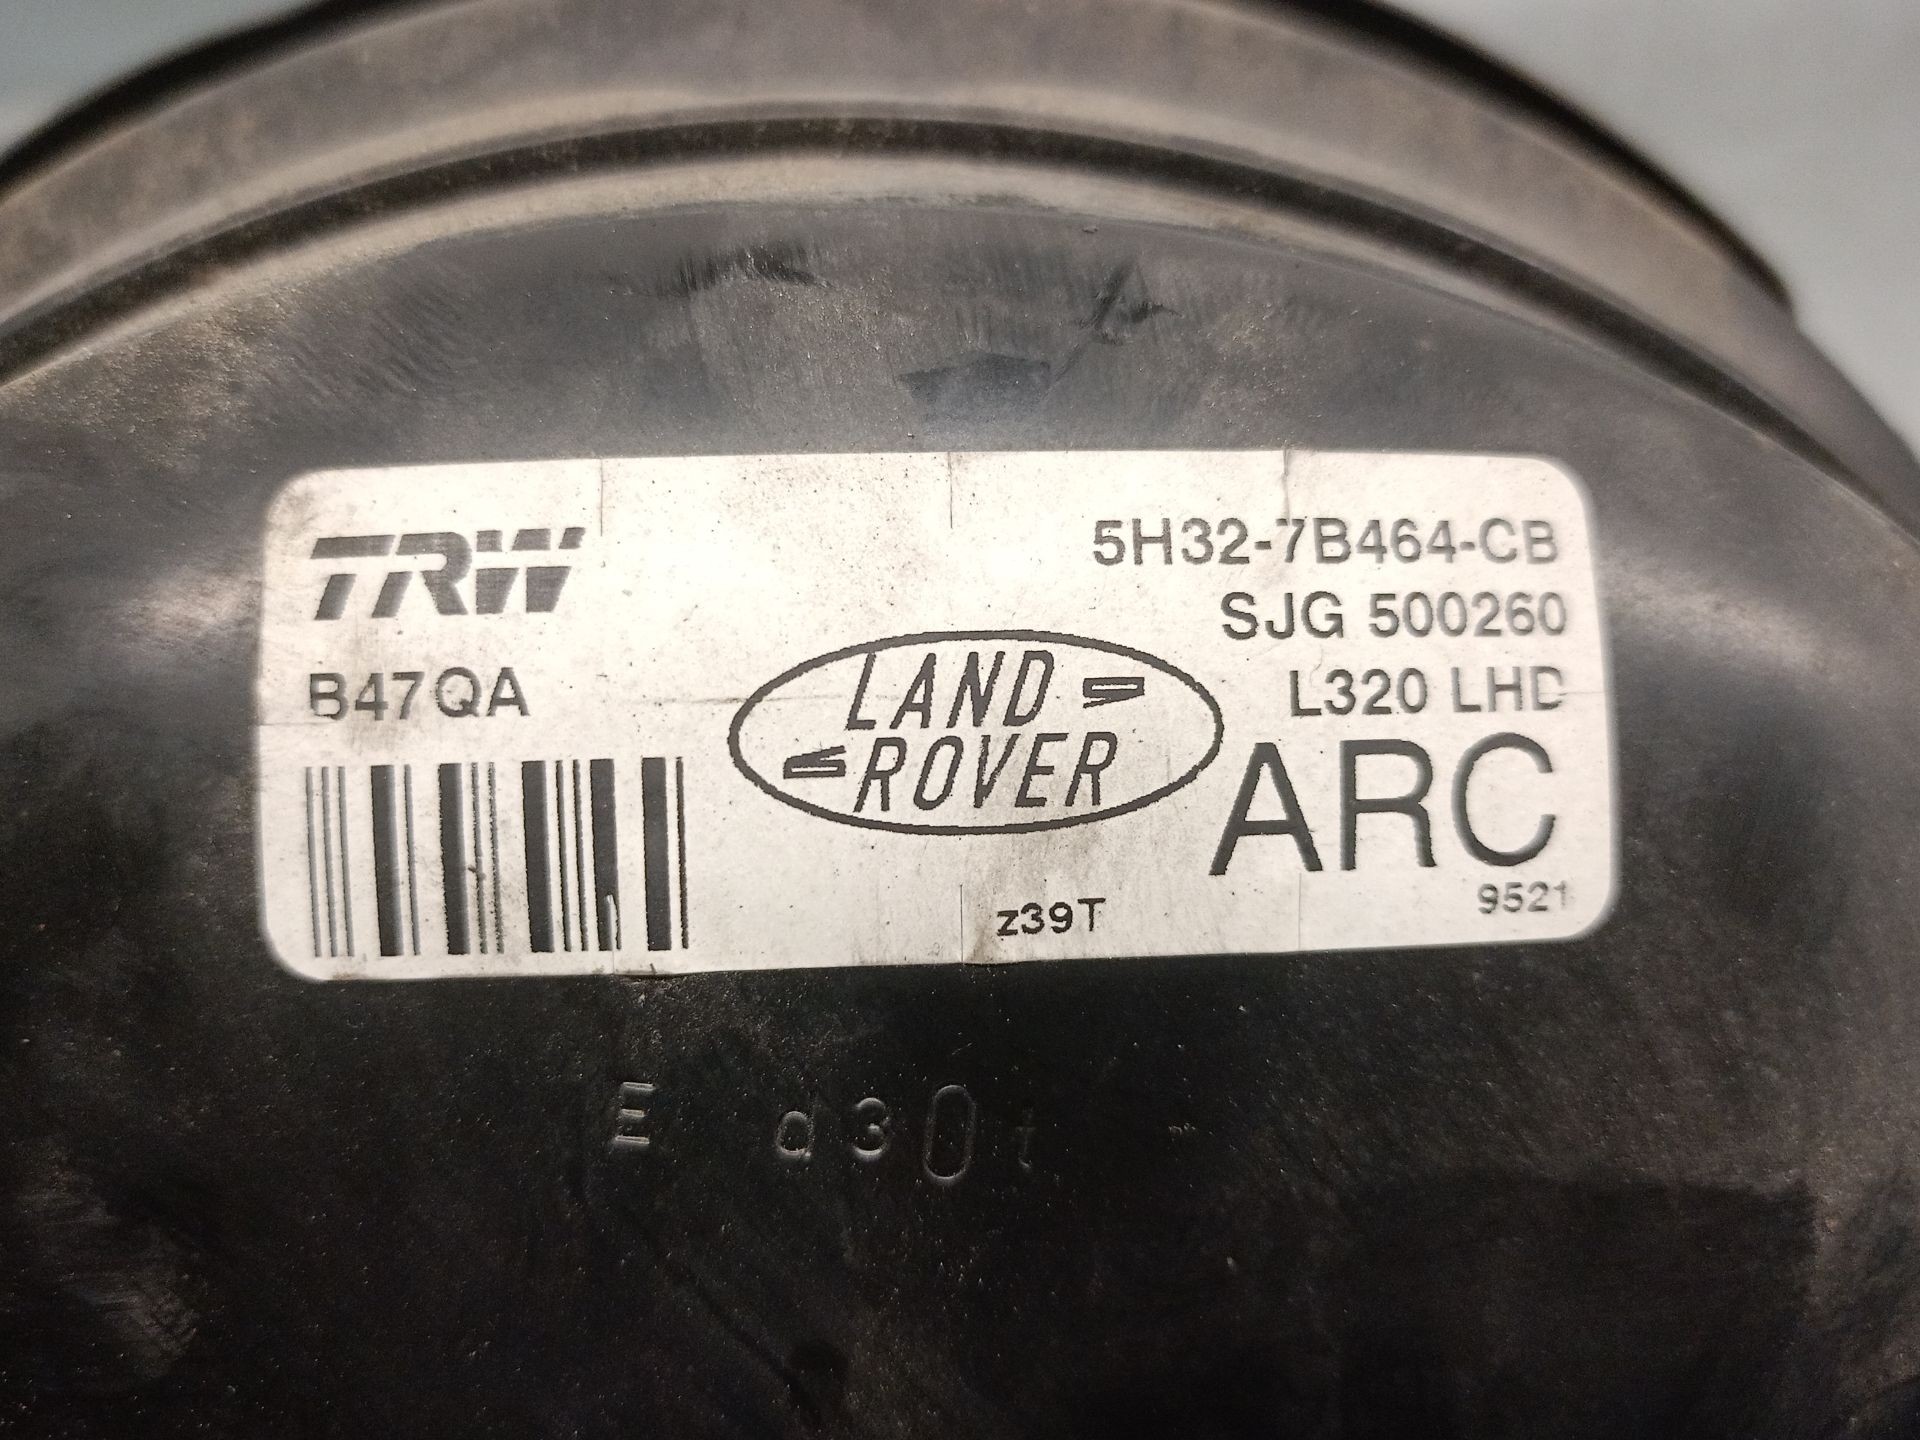 TRW
5H32-7B464-CB
SJG 500260
B47QA
L320 LHD
LAND
ROVER
ARC
z39T
9521
E d30t